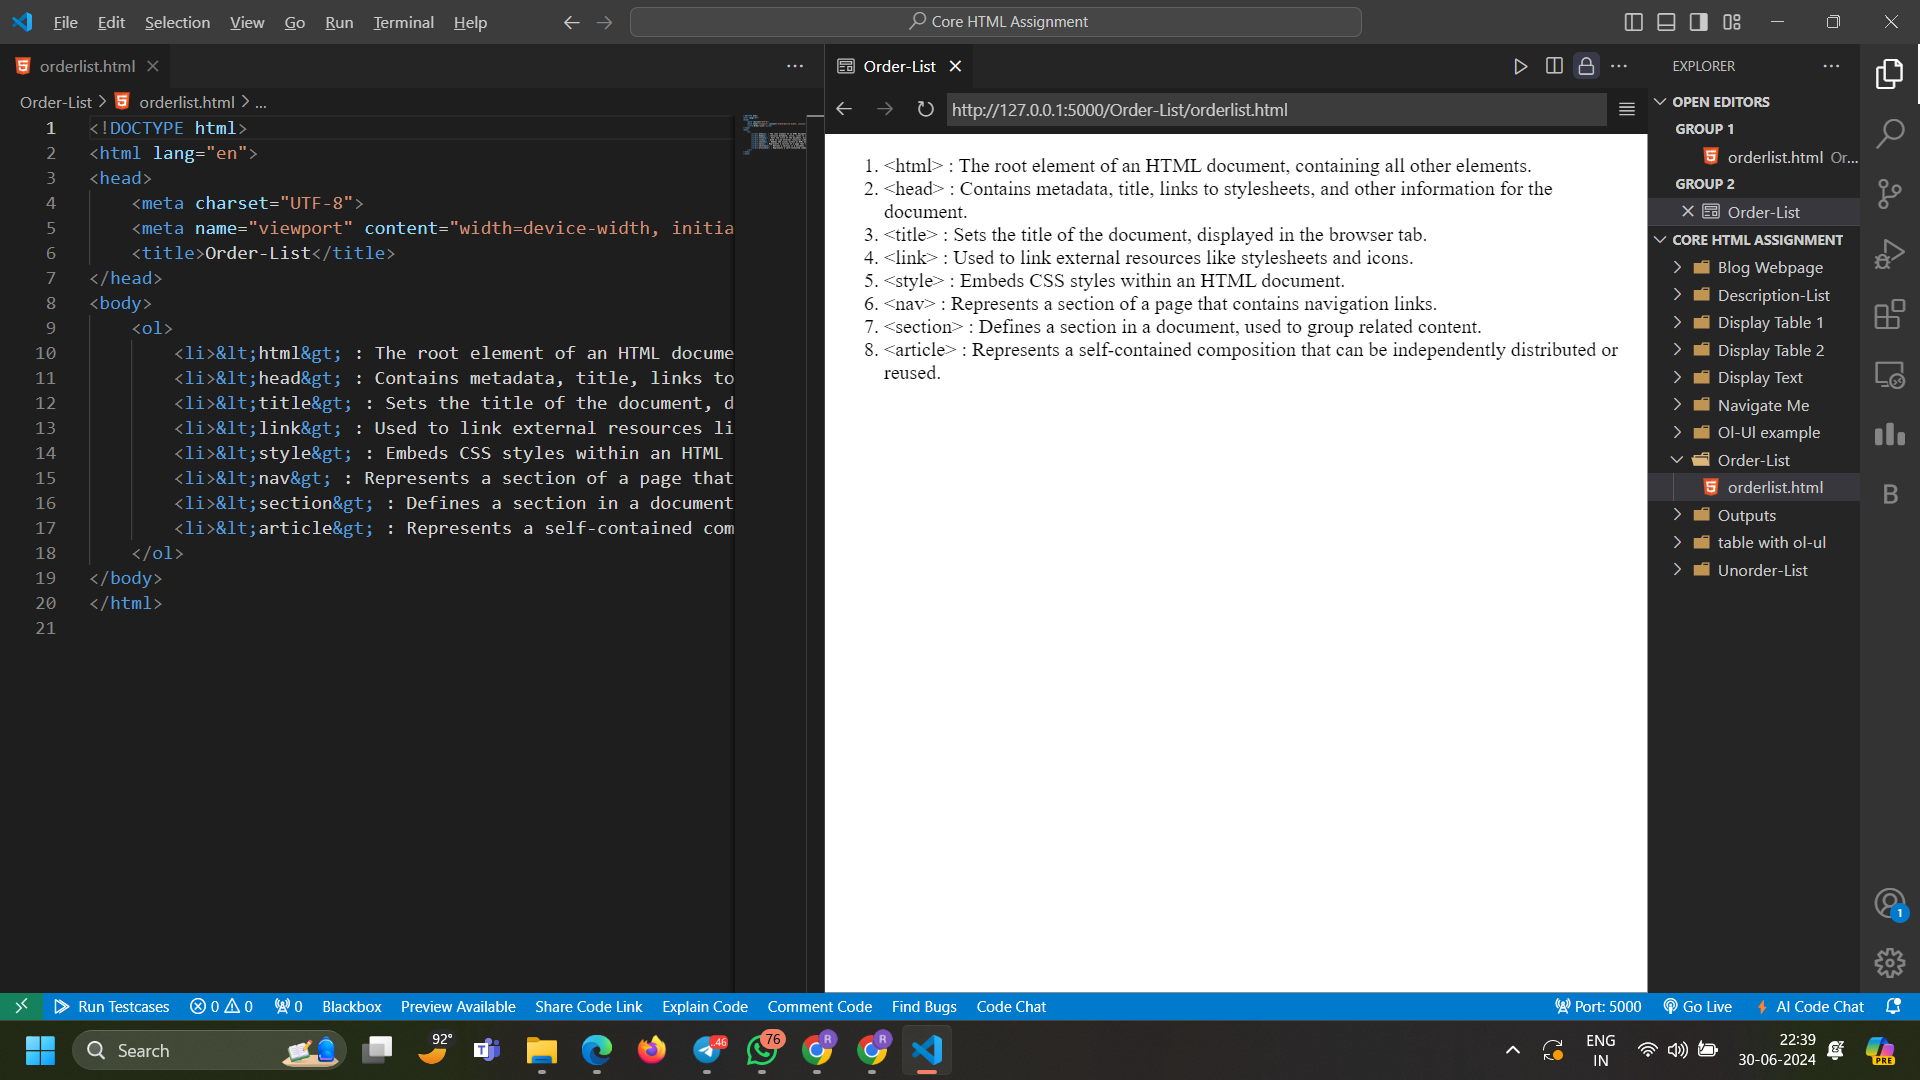 File Edit Selection View Go Run Terminal Help
Core HTML Assignment
orderlist.html
Order-List > orderlist.html > ...
1 <!DOCTYPE html>
2 <html lang="en">
3 <head>
4 <meta charset="UTF-8">
5 <meta name="viewport" content="width=device-width, initia
6 <title>Order-List</title>
7 </head>
8 <body>
9 <ol>
10 <li>&lt;html&gt; : The root element of an HTML docume
11 <li>&lt;head&gt; : Contains metadata, title, links to
12 <li>&lt;title&gt; : Sets the title of the document, d
13 <li>&lt;link&gt; : Used to link external resources li
14 <li>&lt;style&gt; : Embeds CSS styles within an HTML
15 <li>&lt;nav&gt; : Represents a section of a page that
16 <li>&lt;section&gt; : Defines a section in a document
17 <li>&lt;article&gt; : Represents a self-contained com
18 </ol>
19 </body>
20 </html>
21
Order-List
http://127.0.0.1:5000/Order-List/orderlist.html
1. <html> : The root element of an HTML document, containing all other elements.
2. <head> : Contains metadata, title, links to stylesheets, and other information for the
document.
3. <title> : Sets the title of the document, displayed in the browser tab.
4. <link> : Used to link external resources like stylesheets and icons.
5. <style> : Embeds CSS styles within an HTML document.
6. <nav> : Represents a section of a page that contains navigation links.
7. <section> : Defines a section in a document, used to group related content.
8. <article> : Represents a self-contained composition that can be independently distributed or
reused.
EXPLORER
OPEN EDITORS
GROUP 1
orderlist.html Or...
GROUP 2
Order-List
CORE HTML ASSIGNMENT
Blog Webpage
Description-List
Display Table 1
Display Table 2
Display Text
Navigate Me
Ol-Ul example
Order-List
orderlist.html
Outputs
table with ol-ul
Unorder-List
B
1
Run Testcases 0 0 0 Blackbox Preview Available Share Code Link Explain Code Comment Code Find Bugs Code Chat Port: 5000 Go Live AI Code Chat
Search
92°
46
76
R
R
ENG
IN
22:39
30-06-2024
PRE